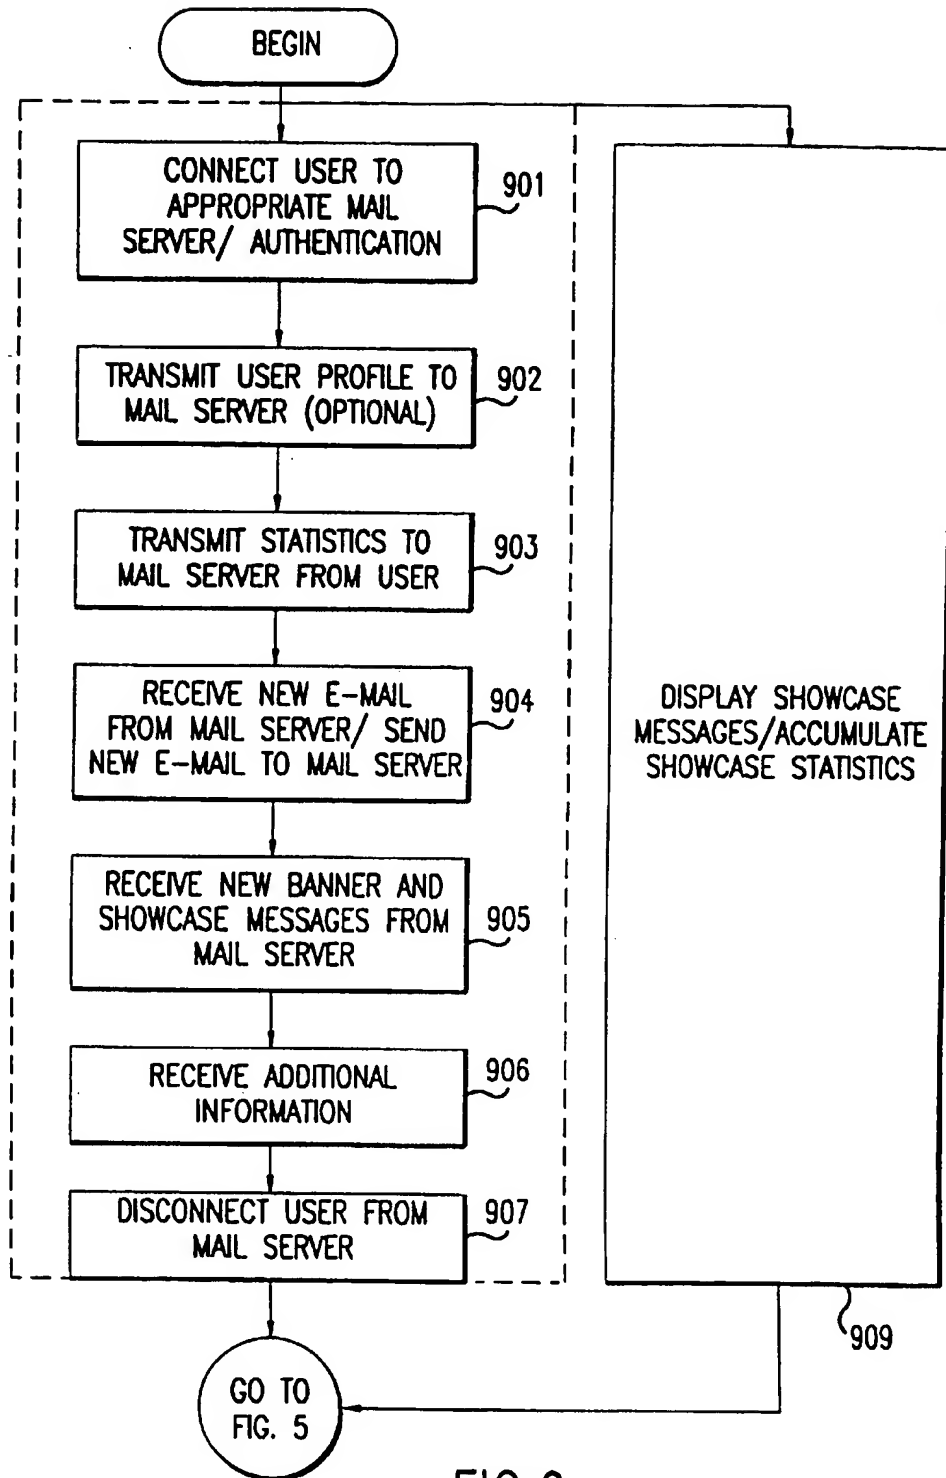 BEGIN
CONNECT USER TO
APPROPRIATE MAIL
SERVER/ AUTHENTICATION
901
TRANSMIT USER PROFILE TO
MAIL SERVER (OPTIONAL)
902
TRANSMIT STATISTICS TO
MAIL SERVER FROM USER
903
RECEIVE NEW E-MAIL
FROM MAIL SERVER/ SEND
NEW E-MAIL TO MAIL SERVER
904
RECEIVE NEW BANNER AND
SHOWCASE MESSAGES FROM
MAIL SERVER
905
RECEIVE ADDITIONAL
INFORMATION
906
DISCONNECT USER FROM
MAIL SERVER
907
DISPLAY SHOWCASE
MESSAGES/ACCUMULATE
SHOWCASE STATISTICS
909
GO TO
FIG. 5